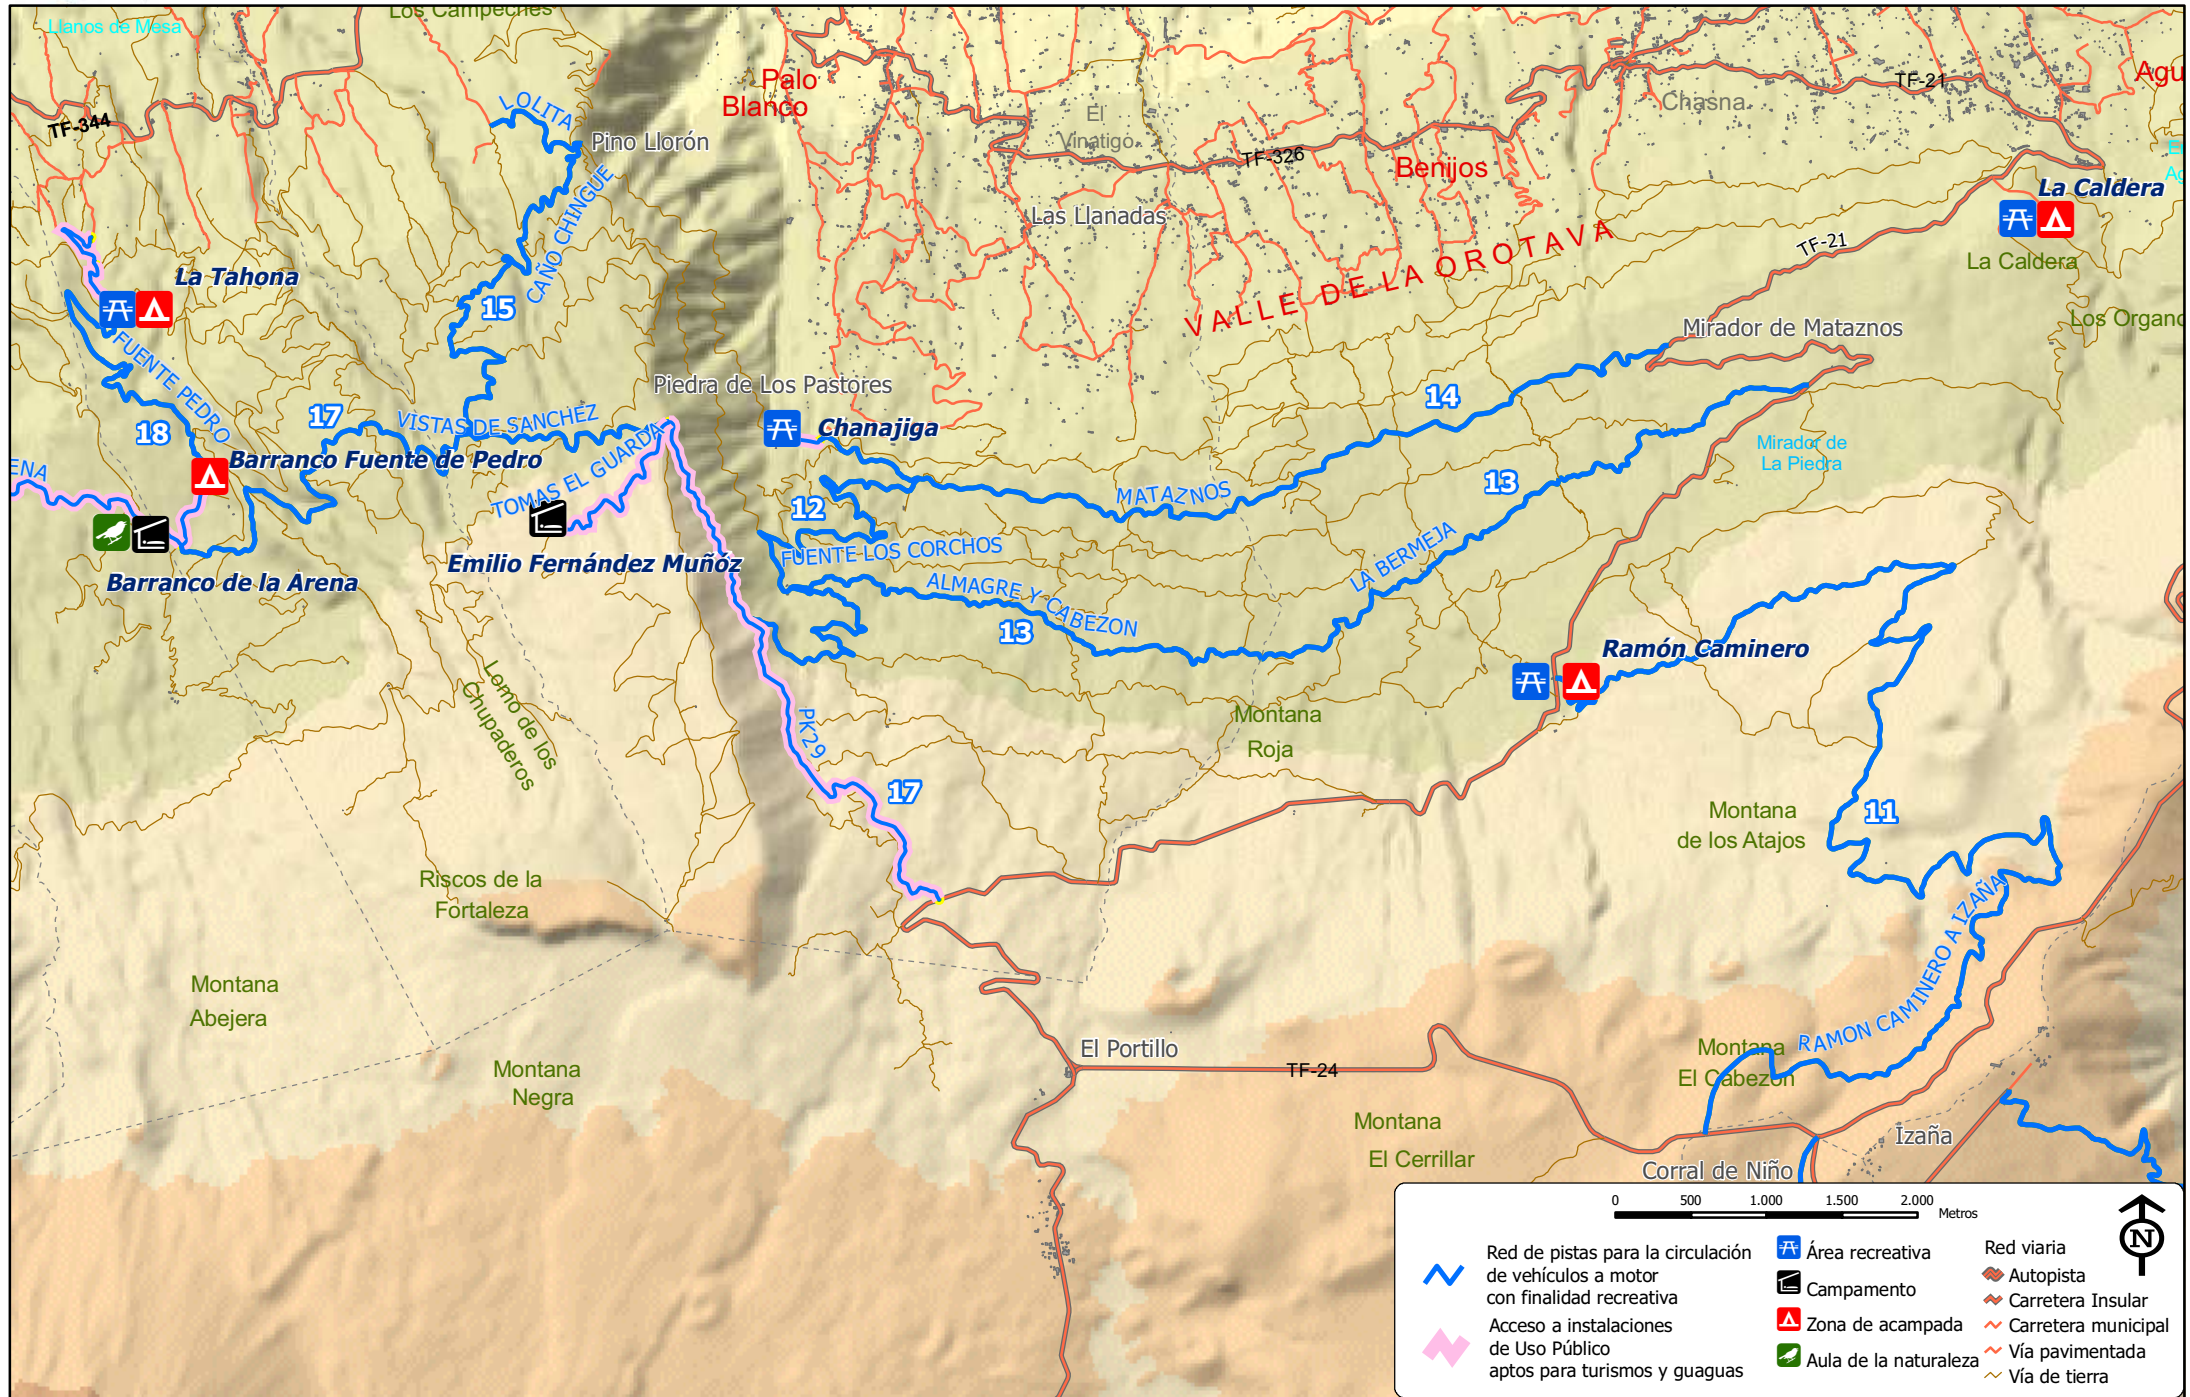 Los Campeches
Llanos de Mesa
TF-344
LOLITA
Pino Llorón
CAÑO CHINGUE
15
Palo
Blanco
El
Vinatigo
TF-326
Benijos
Chasna
TF-21
Agu
La Caldera
La Caldera
TF-21
Los Organo
Las Llanadas
VALLE DE LA OROTAVA
Mirador de Mataznos
La Tahona
FUENTE PEDRO
18
17
VISTAS DE SANCHEZ
Piedra de Los Pastores
Chanajiga
14
Barranco Fuente de Pedro
ENA
TOMAS EL GUARDA
12
MATAZNOS
13
Mirador de
La Piedra
Barranco de la Arena
Emilio Fernández Muñóz
FUENTE LOS CORCHOS
ALMAGRE Y CABEZON
13
LA BERMEJA
Ramón Caminero
Lomo de los
Chupaderos
PK29
17
Montana
Roja
Montana
de los Atajos
11
Riscos de la
Fortaleza
RAMON CAMINERO A IZAÑA
Montana
Abejera
Montana
Negra
El Portillo
TF-24
Montana
El Cabezon
Montana
El Cerrillar
Izaña
Corral de Niño
0 500 1.000 1.500 2.000
Metros
N
Red de pistas para la circulación
de vehículos a motor
con finalidad recreativa
Acceso a instalaciones
de Uso Público
aptos para turismos y guaguas
Área recreativa
Campamento
Zona de acampada
Aula de la naturaleza
Red viaria
Autopista
Carretera Insular
Carretera municipal
Vía pavimentada
Vía de tierra